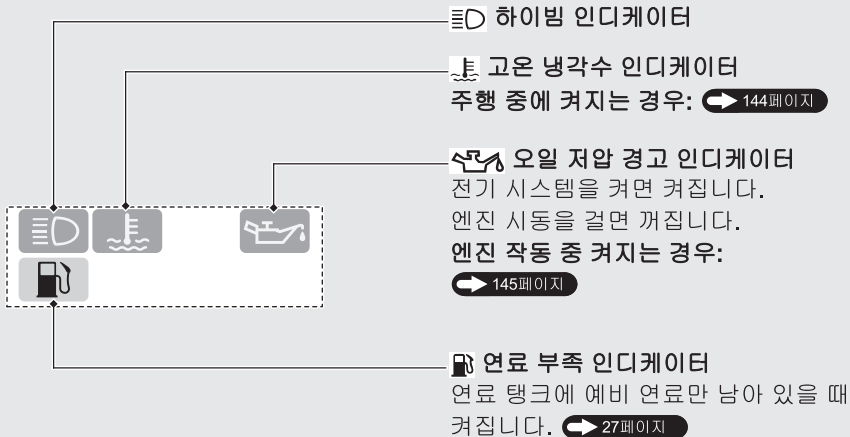 하이빔 인디케이터
고온 냉각수 인디케이터
주행 중에 켜지는 경우: 144페이지
오일 저압 경고 인디케이터
전기 시스템을 켜면 켜집니다.
엔진 시동을 걸면 꺼집니다.
엔진 작동 중 켜지는 경우:
145페이지
연료 부족 인디케이터
연료 탱크에 예비 연료만 남아 있을 때
켜집니다. 27페이지